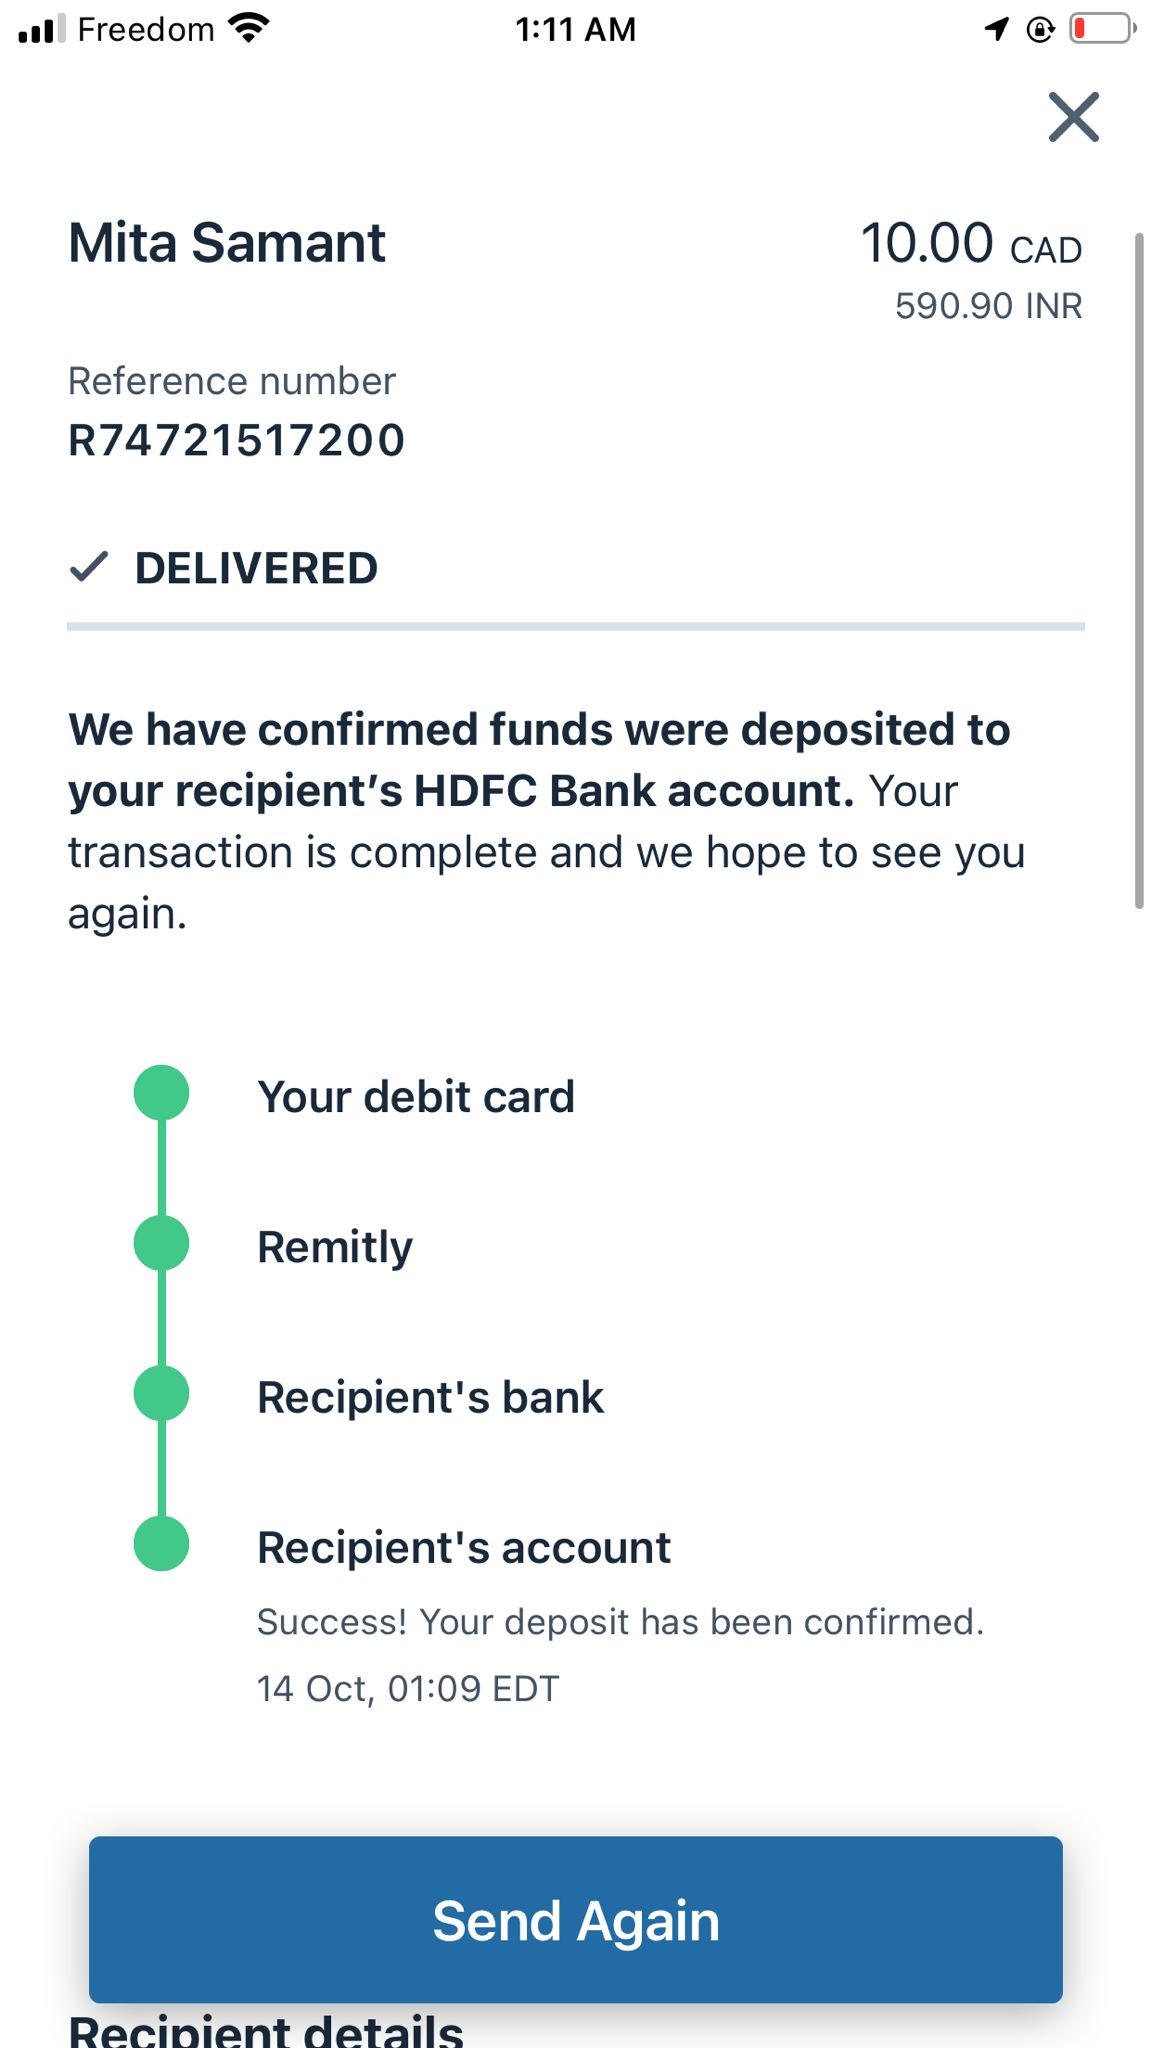 Freedom
1:11 AM
Mita Samant
10.00 CAD
590.90 INR
Reference number
R74721517200
DELIVERED
We have confirmed funds were deposited to
your recipient’s HDFC Bank account. Your
transaction is complete and we hope to see you
again.
Your debit card
Remitly
Recipient's bank
Recipient's account
Success! Your deposit has been confirmed.
14 Oct, 01:09 EDT
Send Again
Recipient details